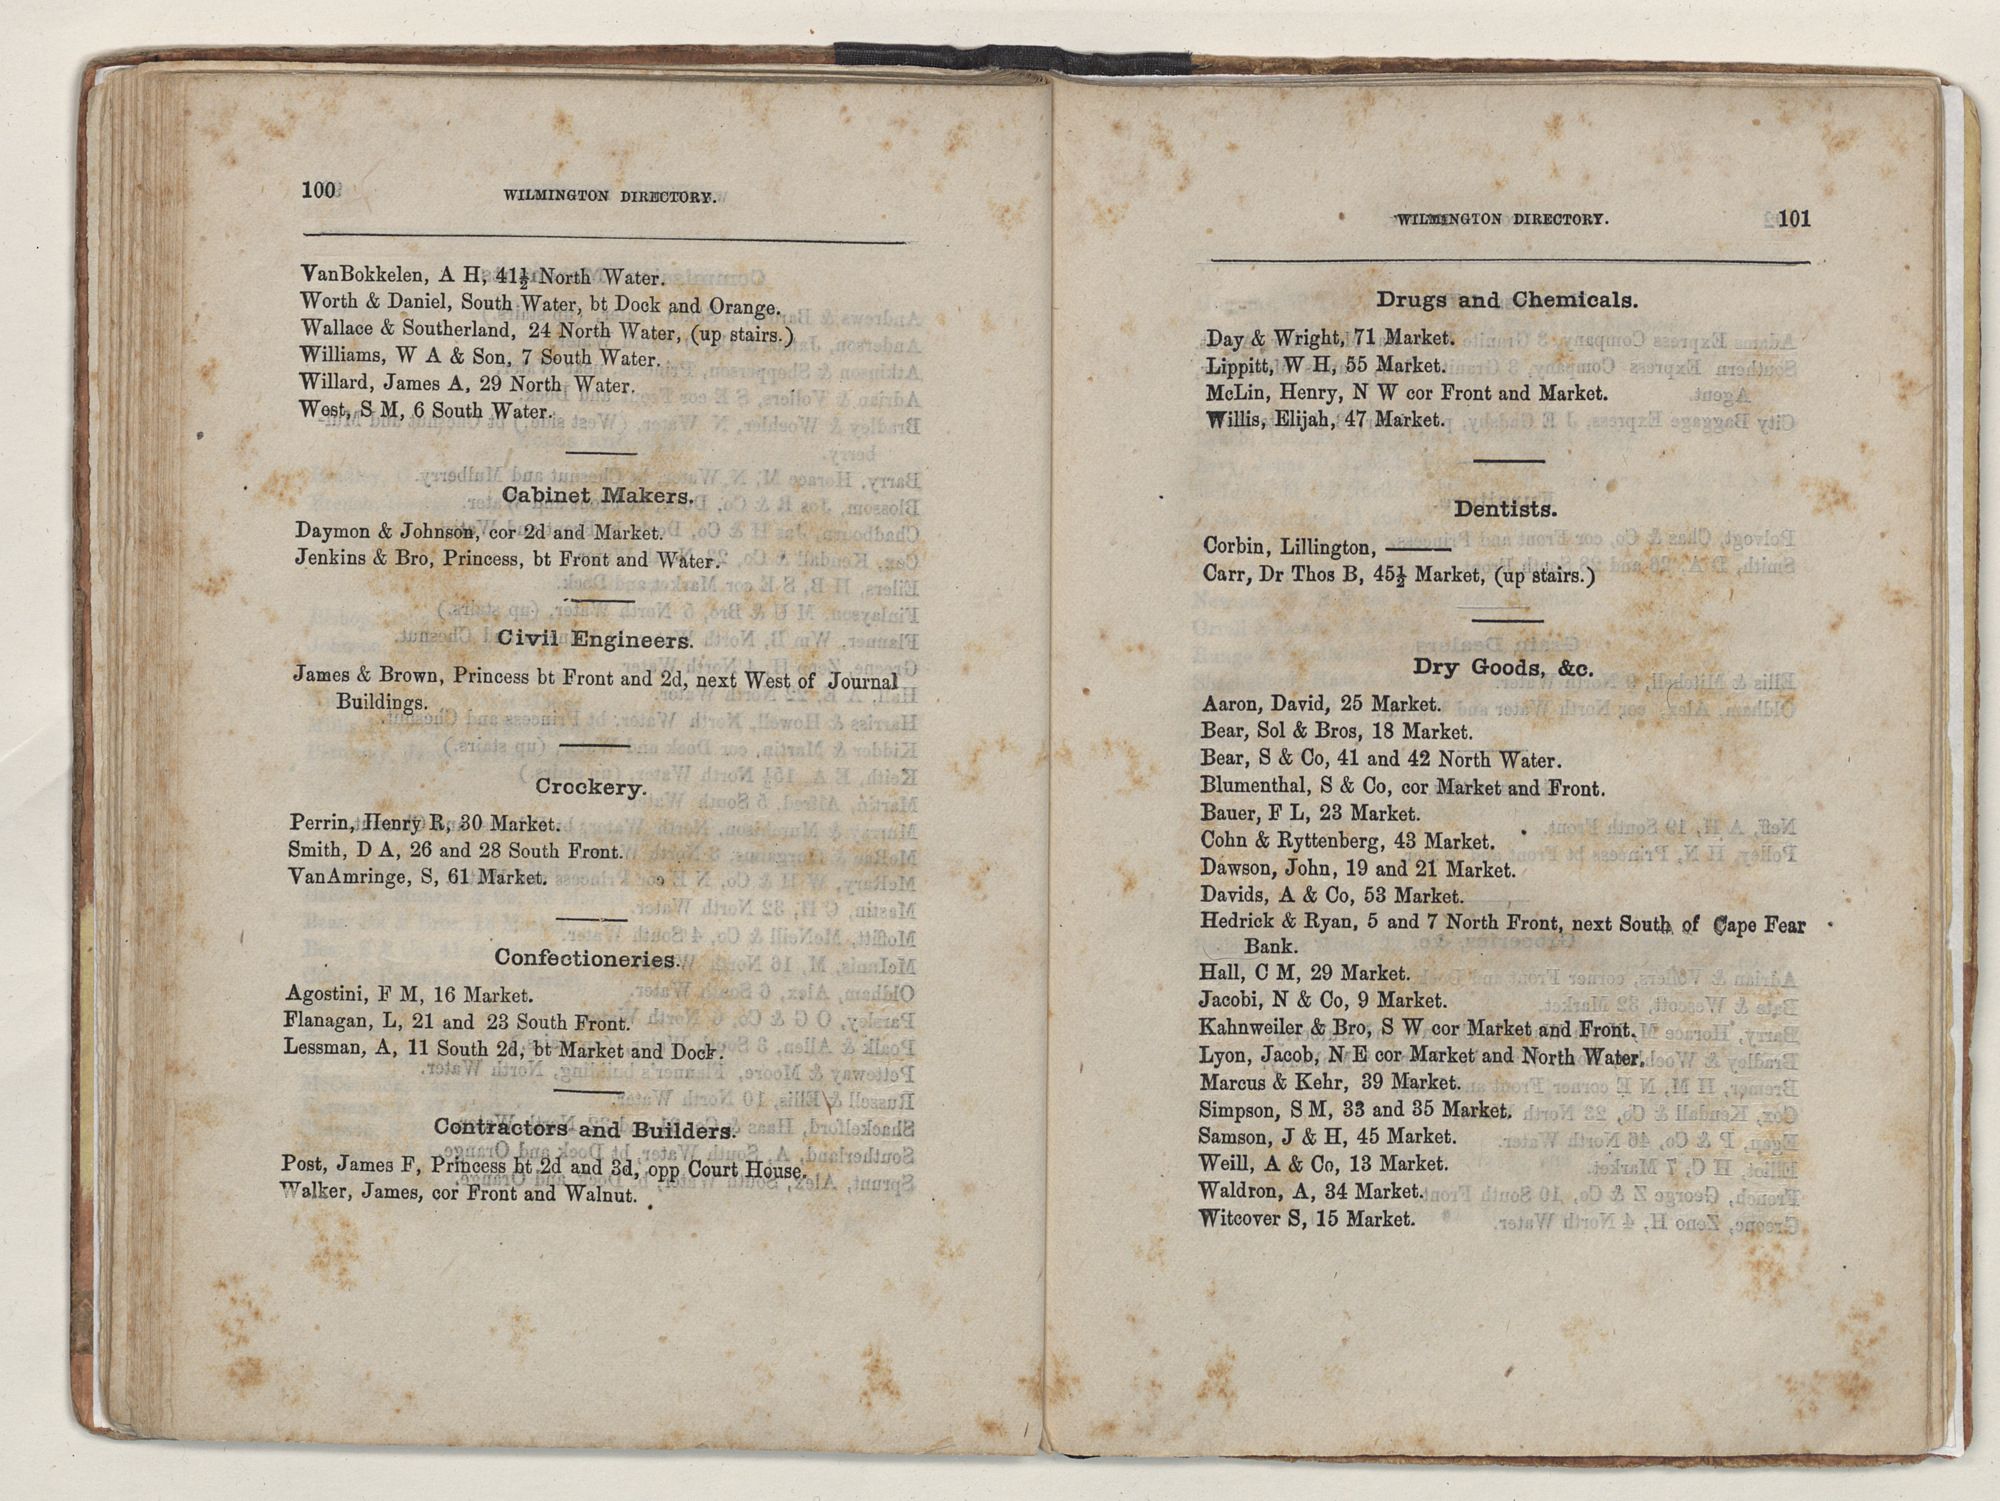 100
WILMINGTON DIRECTORY.
VanBokkelen, A H, 41½ North Water.
Worth & Daniel, South Water, bt Dock and Orange.
Wallace & Southerland, 24 North Water, (up stairs.)
Williams, W A & Son, 7 South Water.
Willard, James A, 29 North Water.
West, S M, 6 South Water.
Cabinet Makers.
Daymon & Johnson, cor 2d and Market.
Jenkins & Bro, Princess, bt Front and Water.
Civil Engineers.
James & Brown, Princess bt Front and 2d, next West of Journal
Buildings.
Crockery.
Perrin, Henry R, 30 Market.
Smith, D A, 26 and 28 South Front.
VanAmringe, S, 61 Market.
Confectioneries.
Agostini, F M, 16 Market.
Flanagan, L, 21 and 23 South Front.
Lessman, A, 11 South 2d, bt Market and Dock.
Contractors and Builders.
Post, James F, Princess bt 2d and 3d, opp Court House.
Walker, James, cor Front and Walnut.
WILMINGTON DIRECTORY.
101
Drugs and Chemicals.
Day & Wright, 71 Market.
Lippitt, W H, 55 Market.
McLin, Henry, N W cor Front and Market.
Willis, Elijah, 47 Market.
Dentists.
Corbin, Lillington, ———
Carr, Dr Thos B, 45½ Market, (up stairs.)
Dry Goods, &c.
Aaron, David, 25 Market.
Bear, Sol & Bros, 18 Market.
Bear, S & Co, 41 and 42 North Water.
Blumenthal, S & Co, cor Market and Front.
Bauer, F L, 23 Market.
Cohn & Ryttenberg, 43 Market.
Dawson, John, 19 and 21 Market.
Davids, A & Co, 53 Market.
Hedrick & Ryan, 5 and 7 North Front, next South of Cape Fear
Bank.
Hall, C M, 29 Market.
Jacobi, N & Co, 9 Market.
Kahnweiler & Bro, S W cor Market and Front.
Lyon, Jacob, N E cor Market and North Water.
Marcus & Kehr, 39 Market.
Simpson, S M, 33 and 35 Market.
Samson, J & H, 45 Market.
Weill, A & Co, 13 Market.
Waldron, A, 34 Market.
Witcover S, 15 Market.